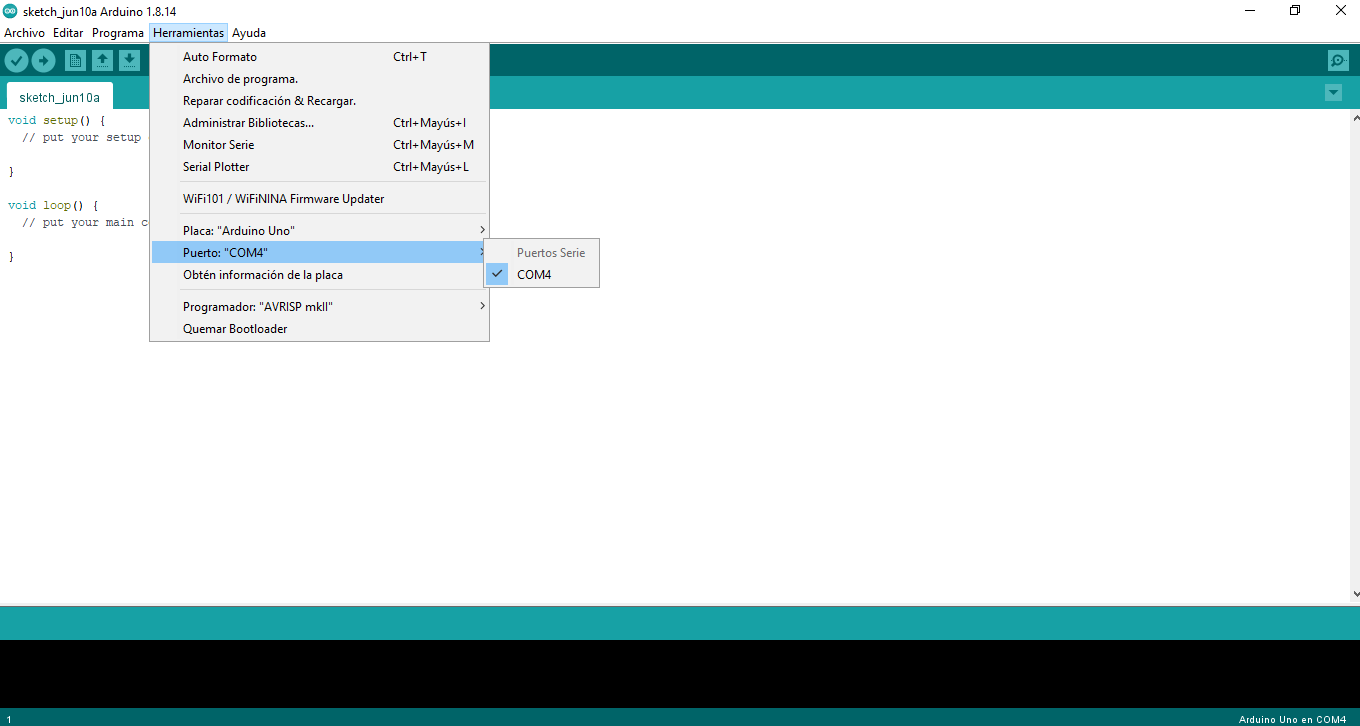 sketch_jun10a Arduino 1.8.14
Archivo Editar Programa Herramientas Ayuda
sketch_jun10a
void setup() {
// put your setup
}
void loop() {
// put your main c
}
Auto Formato Ctrl+T
Archivo de programa.
Reparar codificación & Recargar.
Administrar Bibliotecas... Ctrl+Mayús+I
Monitor Serie Ctrl+Mayús+M
Serial Plotter Ctrl+Mayús+L
WiFi101 / WiFiNINA Firmware Updater
Placa: "Arduino Uno"
Puerto: "COM4"
Obtén información de la placa
Programador: "AVRISP mkII"
Quemar Bootloader
Puertos Serie
COM4
1 Arduino Uno en COM4